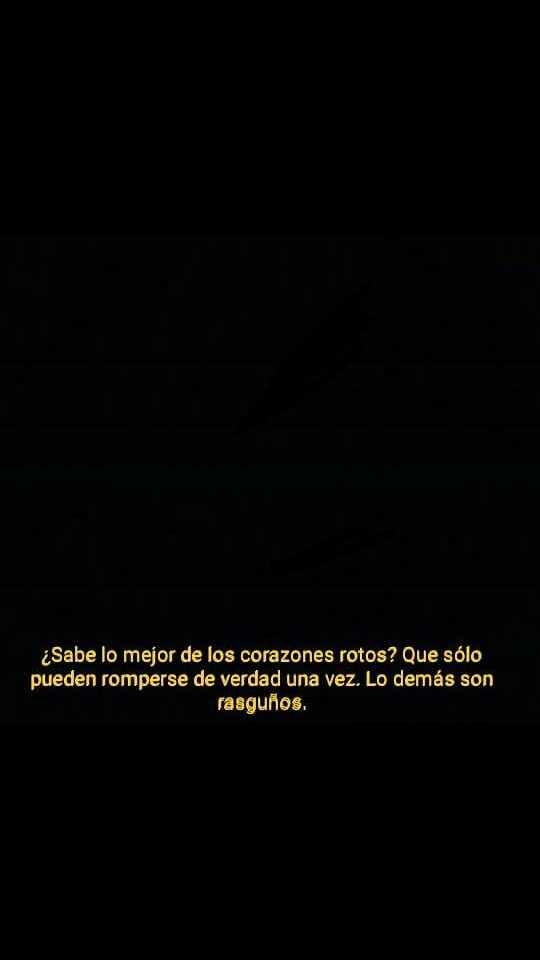 ¿Sabe lo mejor de los corazones rotos? Que sólo
pueden romperse de verdad una vez. Lo demás son
rasguños.